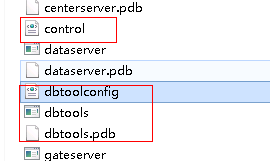 centerserver.pdb
control
dataserver
dataserver.pdb
dbtoolconfig
dbtools
dbtools.pdb
gateserver